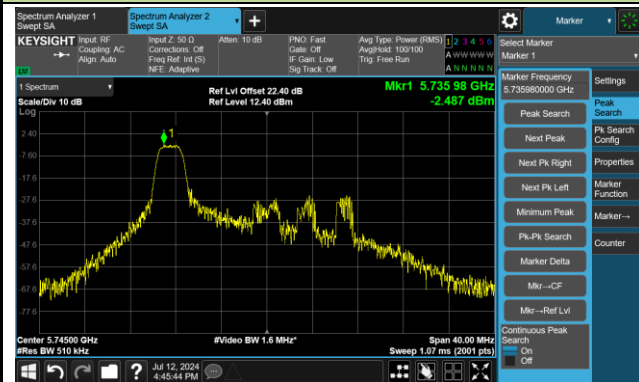 Spectrum Analyzer 1
Swept SA
Spectrum Analyzer 2
Swept SA
Marker
KEYSIGHT
Input: RF
Coupling: AC
Align: Auto
Input Z: 50 Ω
Corrections: Off
Freq Ref: Int (S)
NFE: Adaptive
Atten: 10 dB
PNO: Fast
Gate: Off
IF Gain: Low
Sig Track: Off
Avg Type: Power (RMS)
Avg|Hold: 100/100
Trig: Free Run
1 2 3 4 5 6
A W W W W W
A N N N N N
LXI
Select Marker
Marker 1
1 Spectrum
Scale/Div 10 dB
Log
Ref Lvl Offset 22.40 dB
Ref Level 12.40 dBm
Mkr1 5.735 98 GHz
-2.487 dBm
2.40
-7.60
-17.6
-27.6
-37.6
-47.6
-57.6
-67.6
-77.6
1
Center 5.74500 GHz
#Res BW 510 kHz
#Video BW 1.6 MHz*
Span 40.00 MHz
Sweep 1.07 ms (2001 pts)
Marker Frequency
5.735980000 GHz
Peak Search
Next Peak
Next Pk Right
Next Pk Left
Minimum Peak
Pk-Pk Search
Marker Delta
Mkr→CF
Mkr→Ref Lvl
Continuous Peak
Search
On
Off
Settings
Peak
Search
Pk Search
Config
Properties
Marker
Function
Marker→
Counter
?
Jul 12, 2024
4:45:44 PM